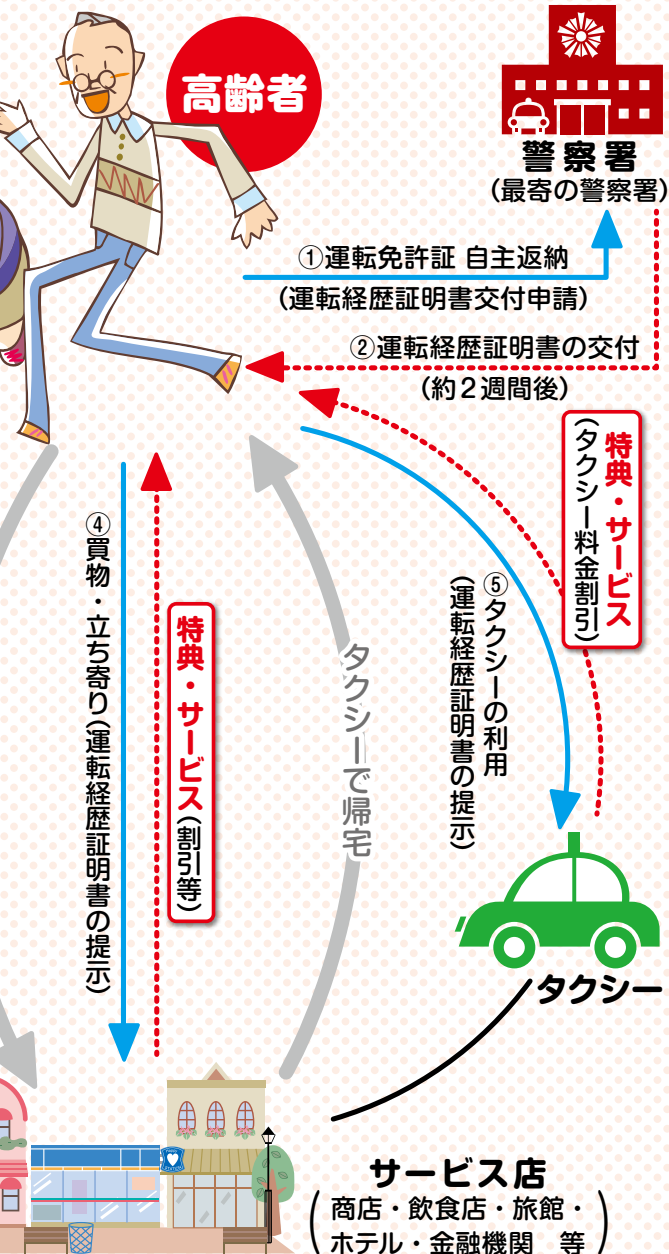 高齢者
警察署
(最寄の警察署)
①運転免許証 自主返納
(運転経歴証明書交付申請)
②運転経歴証明書の交付
(約2週間後)
特典・サービス
(タクシー料金割引)
⑤タクシーの利用
(運転経歴証明書の提示)
タクシーで帰宅
特典・サービス(割引等)
④買物・立ち寄り(運転経歴証明書の提示)
タクシー
サービス店
(商店・飲食店・旅館・
ホテル・金融機関 等)